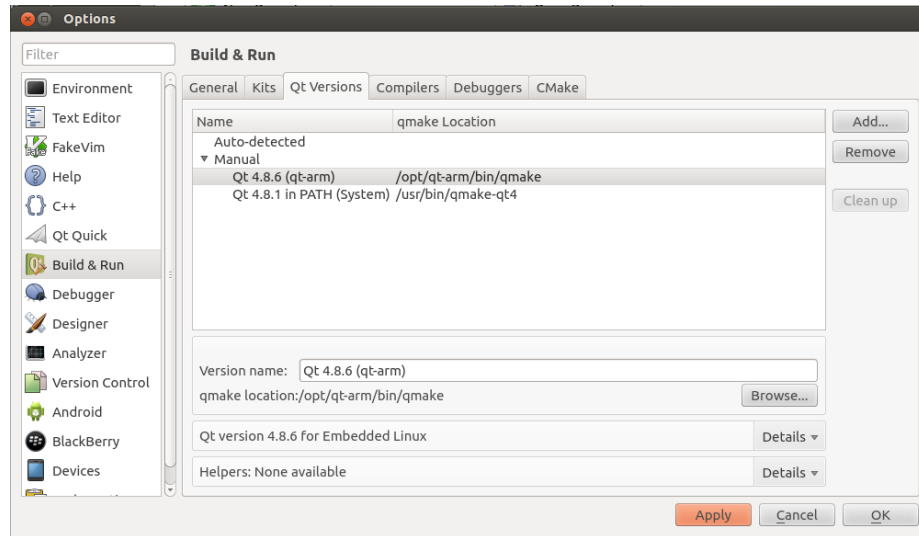 Options
Filter
Build & Run
Environment
Text Editor
FakeVim
Help
C++
Qt Quick
Build & Run
Debugger
Designer
Analyzer
Version Control
Android
BlackBerry
Devices
General Kits Qt Versions Compilers Debuggers CMake
Name qmake Location
Auto-detected
Manual
Qt 4.8.6 (qt-arm) /opt/qt-arm/bin/qmake
Qt 4.8.1 in PATH (System) /usr/bin/qmake-qt4
Add...
Remove
Clean up
Version name: Qt 4.8.6 (qt-arm)
qmake location:/opt/qt-arm/bin/qmake Browse...
Qt version 4.8.6 for Embedded Linux Details
Helpers: None available Details
Apply Cancel OK